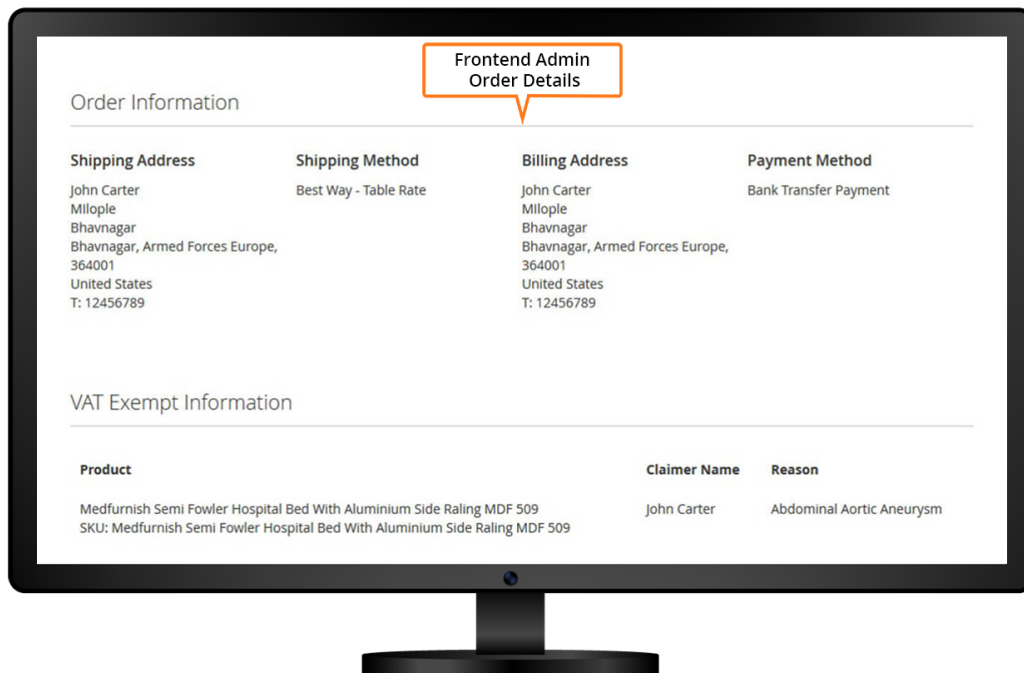 Frontend Admin
Order Details
Order Information
Shipping Address
John Carter
MIlople
Bhavnagar
Bhavnagar, Armed Forces Europe,
364001
United States
T: 12456789
Shipping Method
Best Way - Table Rate
Billing Address
John Carter
MIlople
Bhavnagar
Bhavnagar, Armed Forces Europe,
364001
United States
T: 12456789
Payment Method
Bank Transfer Payment
VAT Exempt Information
Product Claimer Name Reason
Medfurnish Semi Fowler Hospital Bed With Aluminium Side Raling MDF 509 John Carter Abdominal Aortic Aneurysm
SKU: Medfurnish Semi Fowler Hospital Bed With Aluminium Side Raling MDF 509